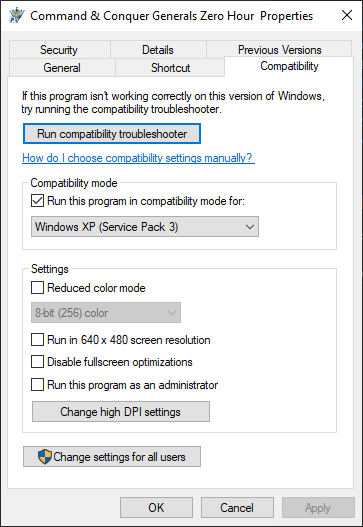 Command & Conquer Generals Zero Hour Properties
Security Details Previous Versions
General Shortcut Compatibility
If this program isn't working correctly on this version of Windows,
try running the compatibility troubleshooter.
Run compatibility troubleshooter
How do I choose compatibility settings manually?
Compatibility mode
Run this program in compatibility mode for:
Windows XP (Service Pack 3)
Settings
Reduced color mode
8-bit (256) color
Run in 640 x 480 screen resolution
Disable fullscreen optimizations
Run this program as an administrator
Change high DPI settings
Change settings for all users
OK Cancel Apply